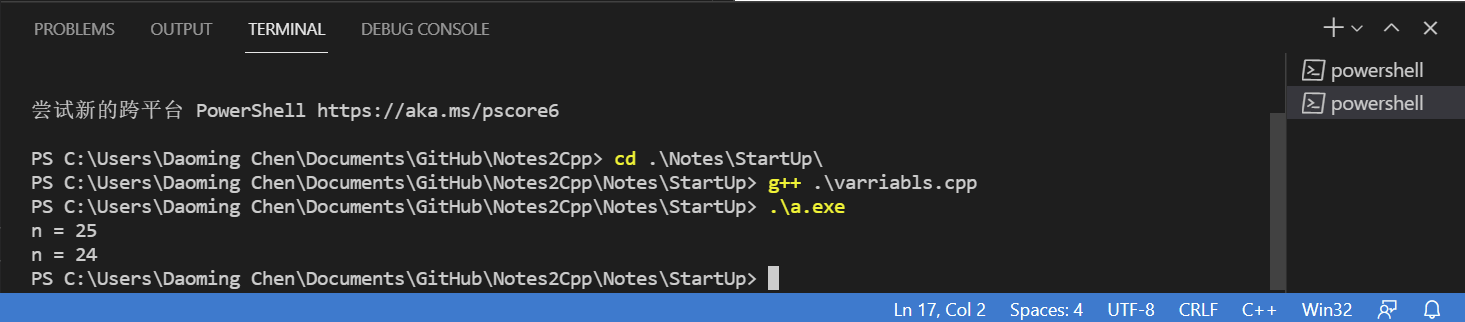 PROBLEMS OUTPUT TERMINAL DEBUG CONSOLE
powershell
powershell
尝试新的跨平台 PowerShell https://aka.ms/pscore6
PS C:\Users\Daoming Chen\Documents\GitHub\Notes2Cpp> cd .\Notes\StartUp\
PS C:\Users\Daoming Chen\Documents\GitHub\Notes2Cpp\Notes\StartUp> g++ .\varriabls.cpp
PS C:\Users\Daoming Chen\Documents\GitHub\Notes2Cpp\Notes\StartUp> .\a.exe
n = 25
n = 24
PS C:\Users\Daoming Chen\Documents\GitHub\Notes2Cpp\Notes\StartUp>
Ln 17, Col 2 Spaces: 4 UTF-8 CRLF C++ Win32